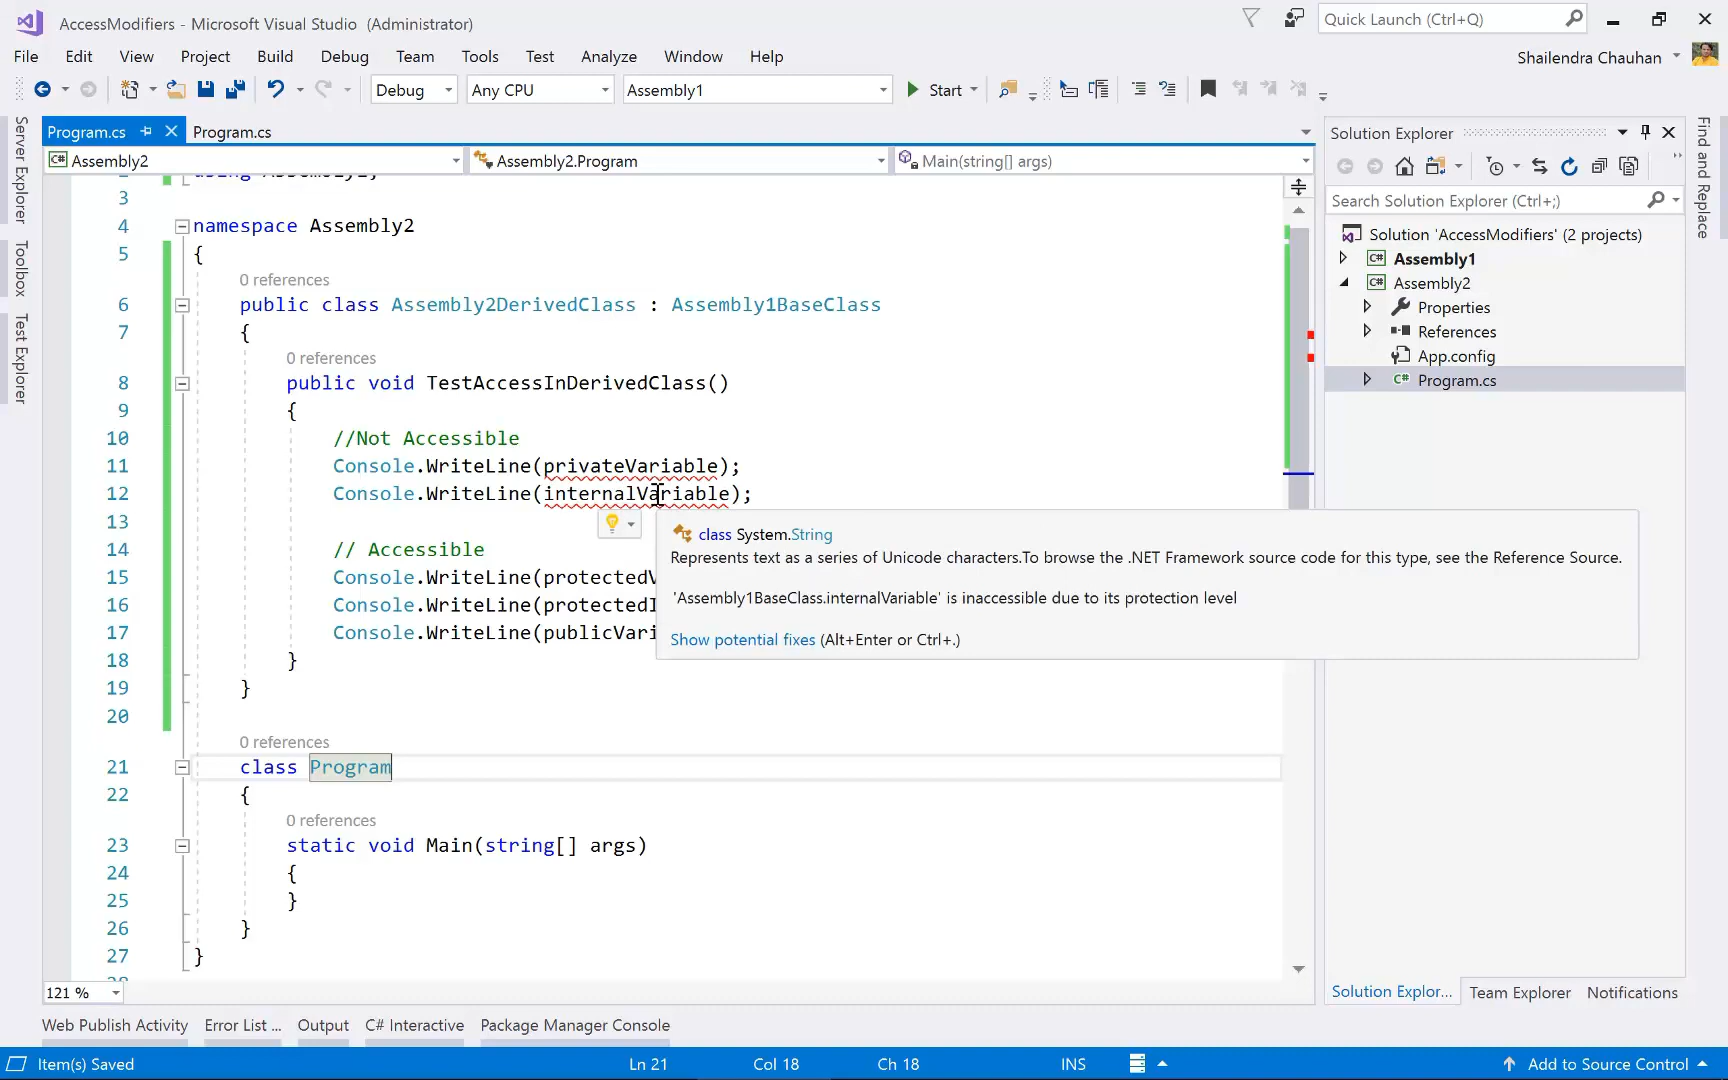 AccessModifiers - Microsoft Visual Studio (Administrator)
Quick Launch (Ctrl+Q)
File Edit View Project Build Debug Team Tools Test Analyze Window Help
Shailendra Chauhan
Debug Any CPU Assembly1 Start
Server Explorer
Toolbox
Test Explorer
Program.cs Program.cs
Assembly2 Assembly2.Program Main(string[] args)
3
4 namespace Assembly2
5 {
0 references
6 public class Assembly2DerivedClass : Assembly1BaseClass
7 {
0 references
8 public void TestAccessInDerivedClass()
9 {
10 //Not Accessible
11 Console.WriteLine(privateVariable);
12 Console.WriteLine(internalVariable);
13
14 // Accessible
15 Console.WriteLine(protectedV
16 Console.WriteLine(protectedI
17 Console.WriteLine(publicVari
18 }
19 }
20
0 references
21 class Program
22 {
0 references
23 static void Main(string[] args)
24 {
25 }
26 }
27 }
class System.String
Represents text as a series of Unicode characters.To browse the .NET Framework source code for this type, see the Reference Source.
'Assembly1BaseClass.internalVariable' is inaccessible due to its protection level
Show potential fixes (Alt+Enter or Ctrl+.)
121 %
Solution Explorer
Search Solution Explorer (Ctrl+;)
Solution 'AccessModifiers' (2 projects)
C# Assembly1
C# Assembly2
Properties
References
App.config
C# Program.cs
Find and Replace
Solution Explor... Team Explorer Notifications
Web Publish Activity Error List ... Output C# Interactive Package Manager Console
Item(s) Saved Ln 21 Col 18 Ch 18 INS Add to Source Control